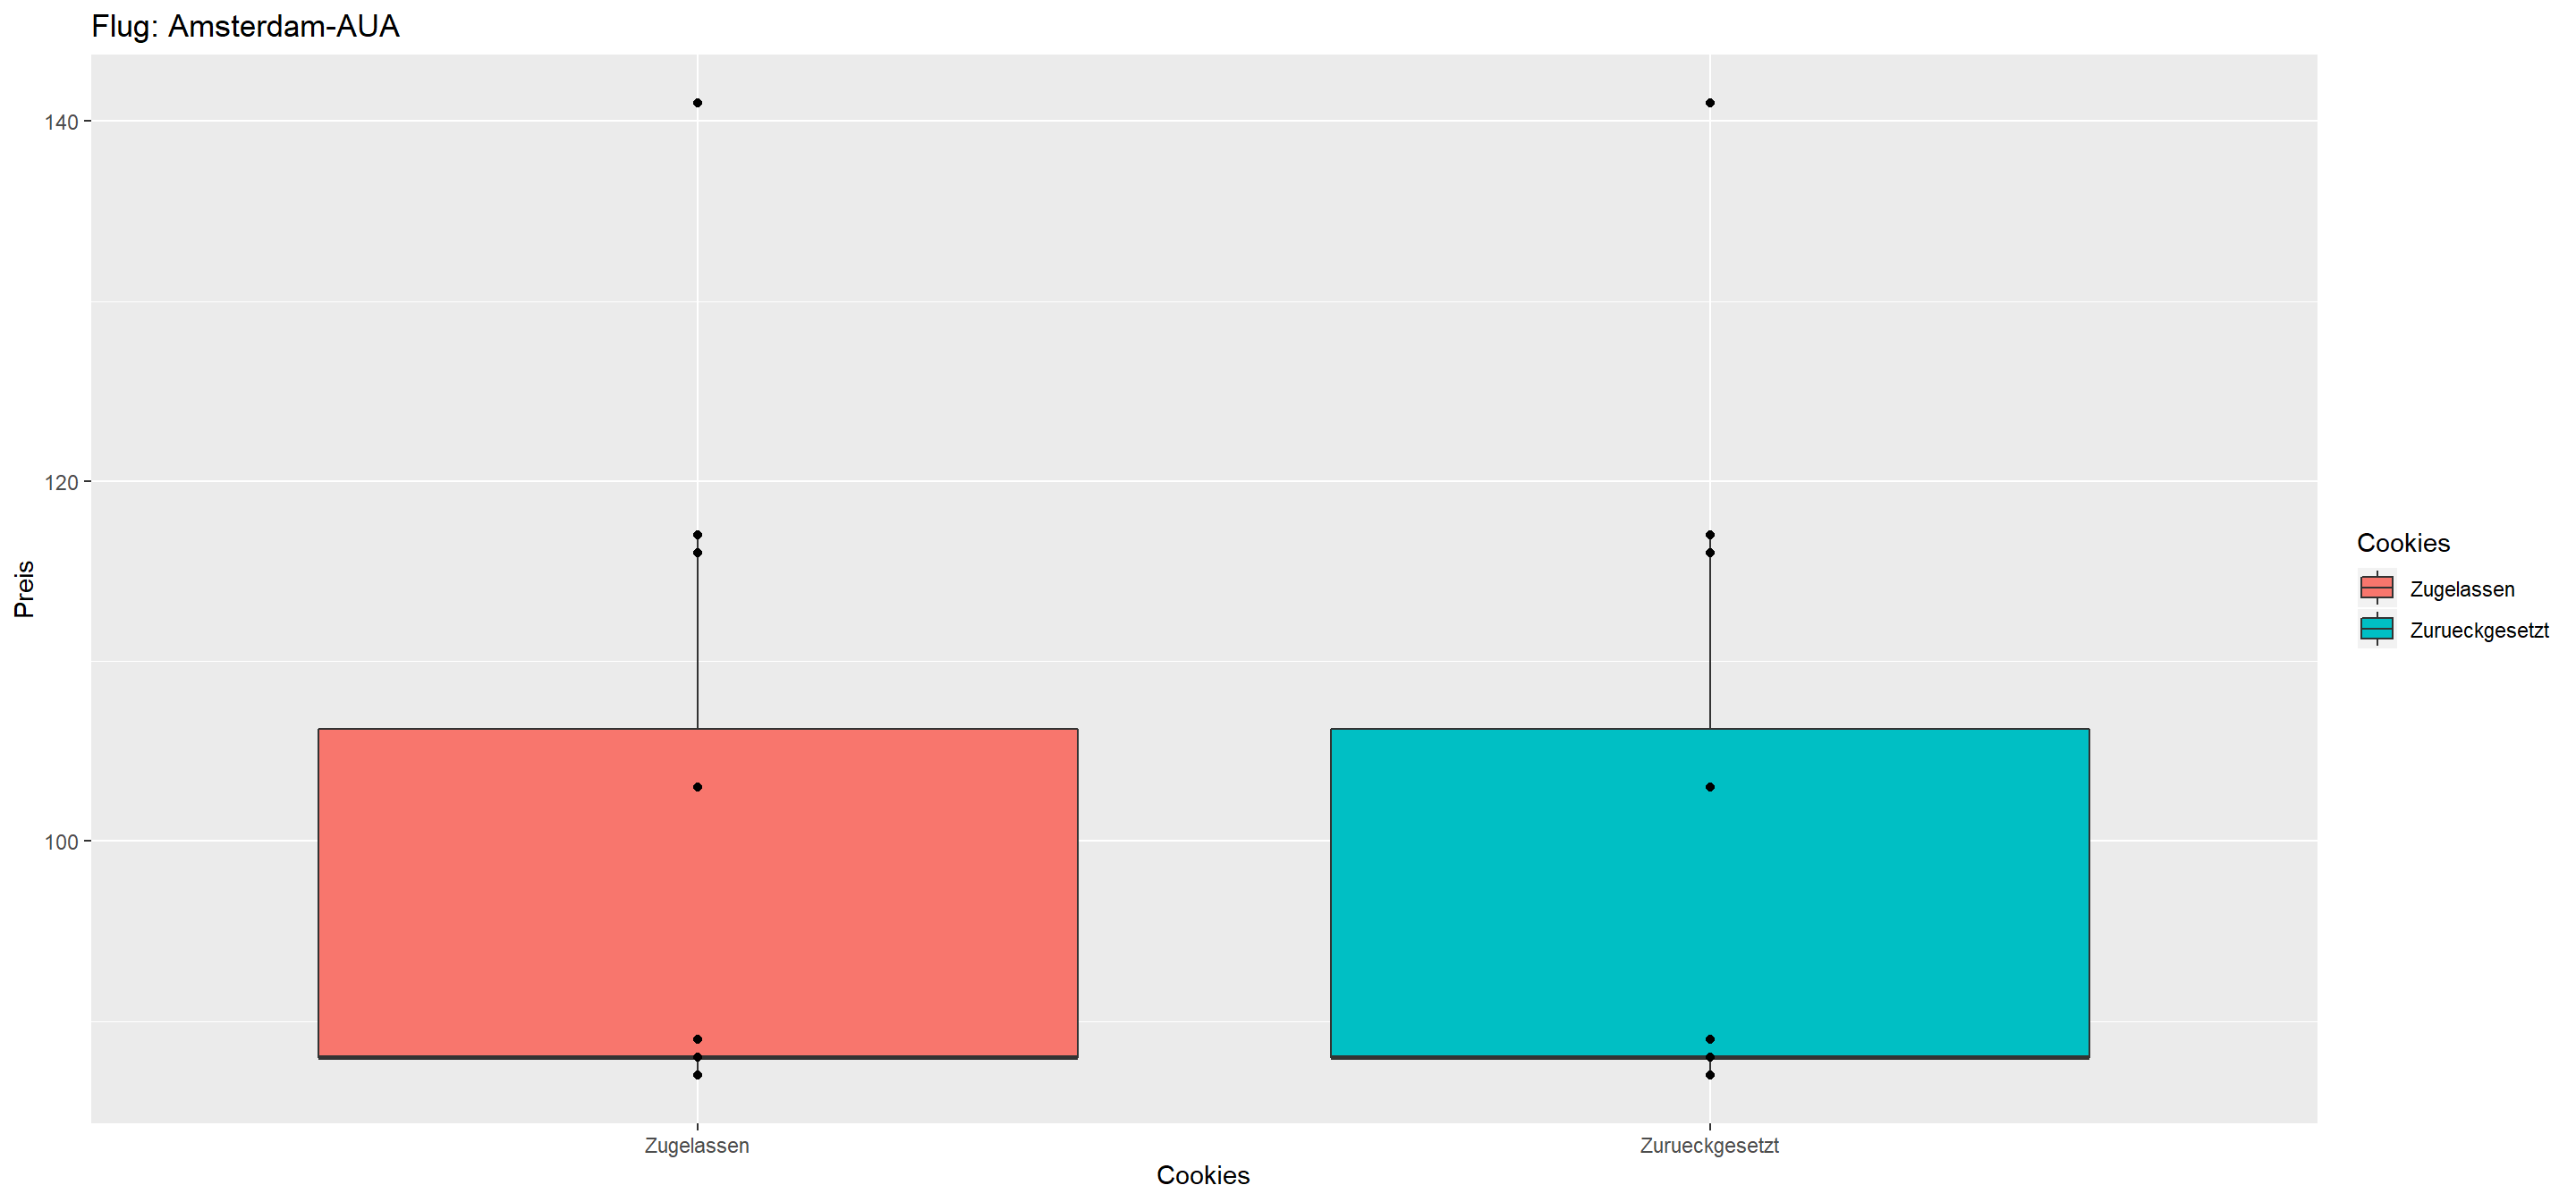 Flug: Amsterdam-AUA
140
120
100
Preis
Zugelassen
Zurueckgesetzt
Cookies
Cookies
Zugelassen
Zurueckgesetzt